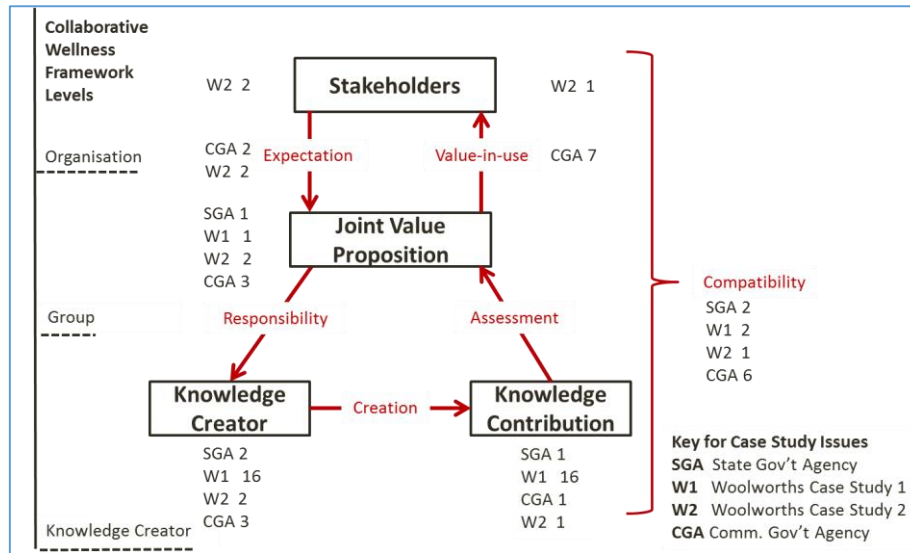 Collaborative
Wellness
Framework
Levels
W2 2
Stakeholders
W2 1
Organisation
CGA 2
W2 2
Expectation
Value-in-use
CGA 7
SGA 1
W1 1
W2 2
CGA 3
Joint Value
Proposition
Compatibility
SGA 2
W1 2
W2 1
CGA 6
Group
Responsibility
Assessment
Knowledge
Creator
Creation
Knowledge
Contribution
SGA 2
W1 16
W2 2
CGA 3
SGA 1
W1 16
CGA 1
W2 1
Knowledge Creator
Key for Case Study Issues
SGA State Gov't Agency
W1 Woolworths Case Study 1
W2 Woolworths Case Study 2
CGA Comm. Gov't Agency